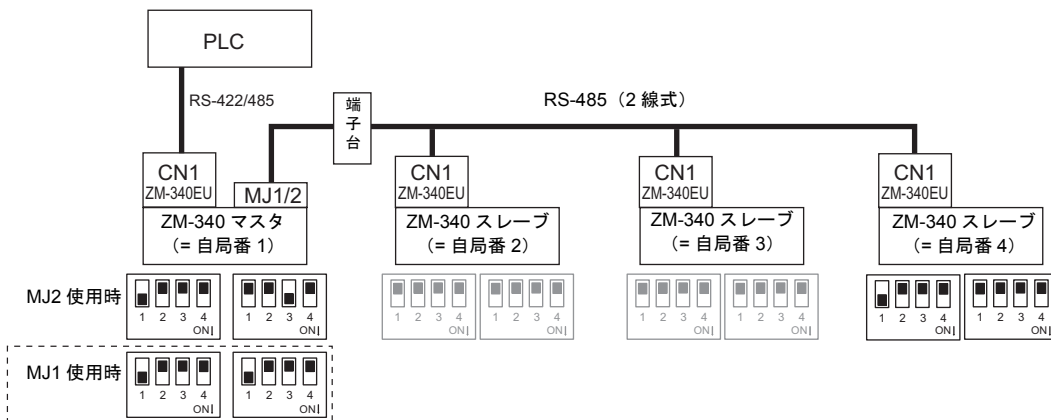 PLC
RS-422/485
端子台
RS-485（2 線式）
CN1
ZM-340EU
MJ1/2
ZM-340 マスタ
（= 自局番 1）
CN1
ZM-340EU
ZM-340 スレーブ
（= 自局番 2）
CN1
ZM-340EU
ZM-340 スレーブ
（= 自局番 3）
CN1
ZM-340EU
ZM-340 スレーブ
（= 自局番 4）
MJ2 使用時
1 2 3 4
ON
1 2 3 4
ON
1 2 3 4
ON
1 2 3 4
ON
1 2 3 4
ON
1 2 3 4
ON
1 2 3 4
ON
1 2 3 4
ON
MJ1 使用時
1 2 3 4
ON
1 2 3 4
ON